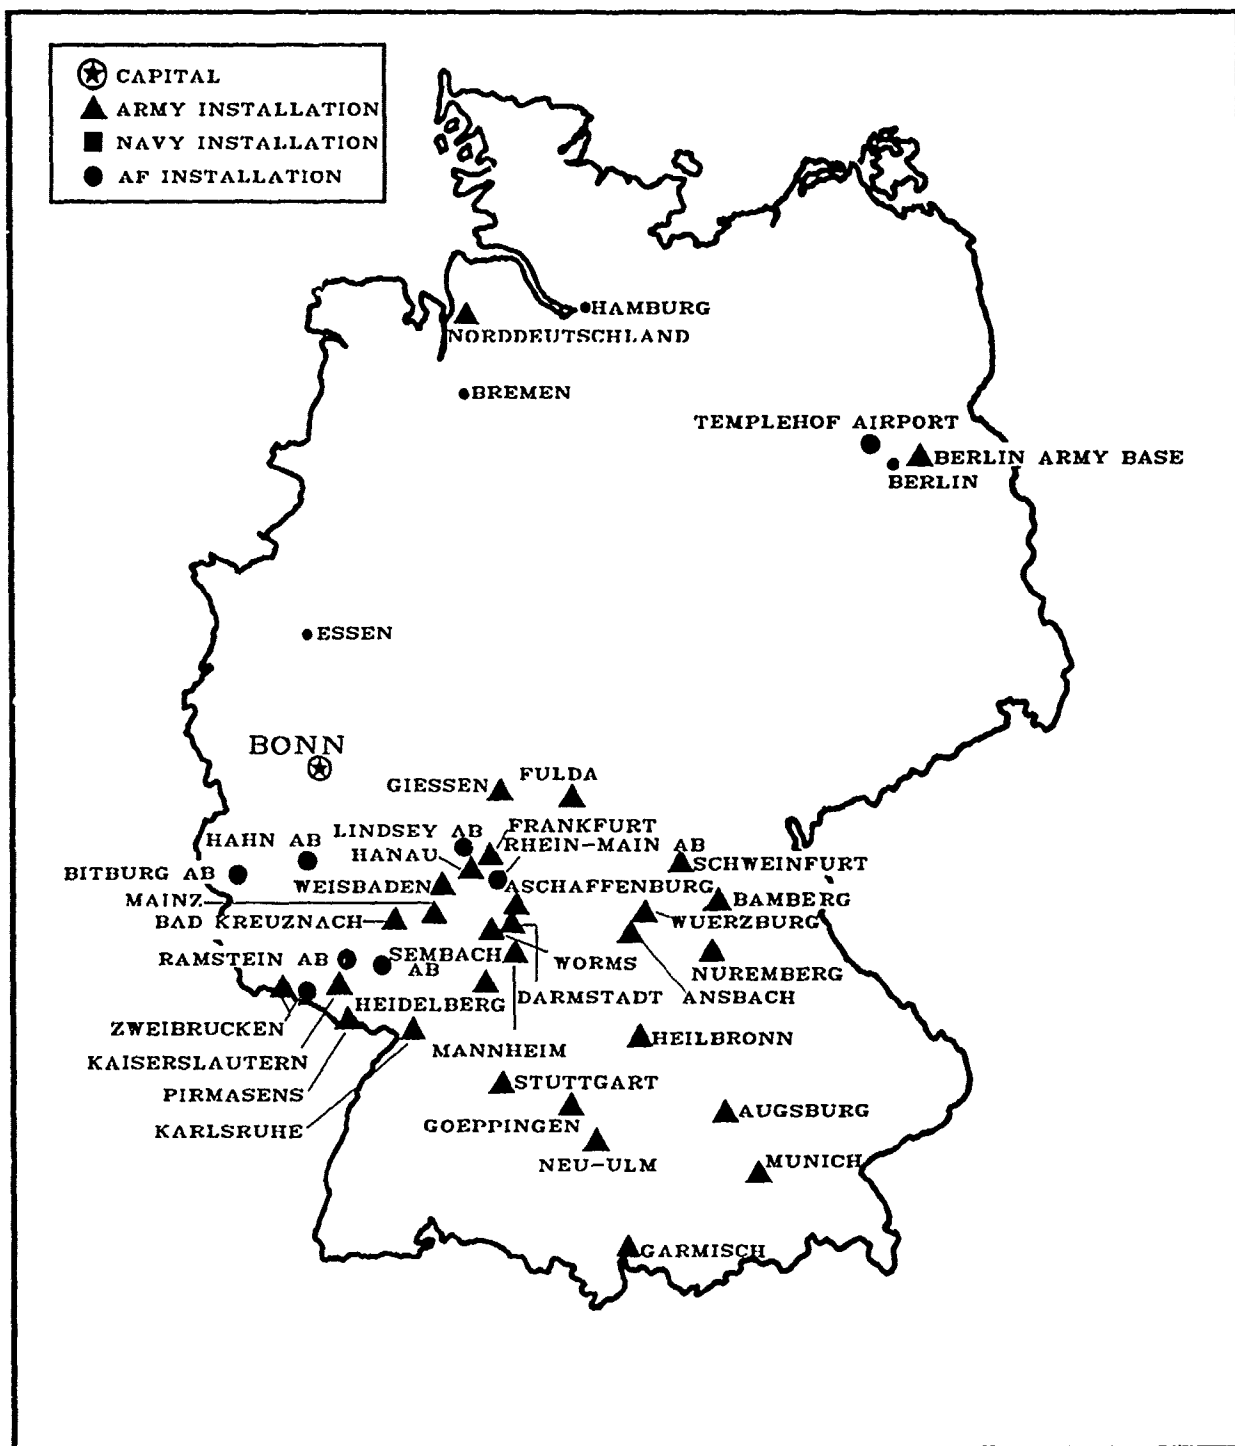 CAPITAL
ARMY INSTALLATION
NAVY INSTALLATION
AF INSTALLATION
HAMBURG
NORDDEUTSCHLAND
BREMEN
TEMPLEHOF AIRPORT
BERLIN ARMY BASE
BERLIN
ESSEN
BONN
FULDA
GIESSEN
LINDSEY AB
FRANKFURT
HAHN AB
RHEIN-MAIN AB
HANAU
SCHWEINFURT
BITBURG AB
WEISBADEN
ASCHAFFENBURG
MAINZ
BAMBERG
BAD KREUZNACH
WUERZBURG
RAMSTEIN AB
SEMBACH
AB
WORMS
NUREMBERG
DARMSTADT
ANSBACH
HEIDELBERG
ZWEIBRUCKEN
HEILBRONN
MANNHEIM
KAISERSLAUTERN
STUTTGART
PIRMASENS
AUGSBURG
GOEPPINGEN
KARLSRUHE
NEU-ULM
MUNICH
GARMISCH